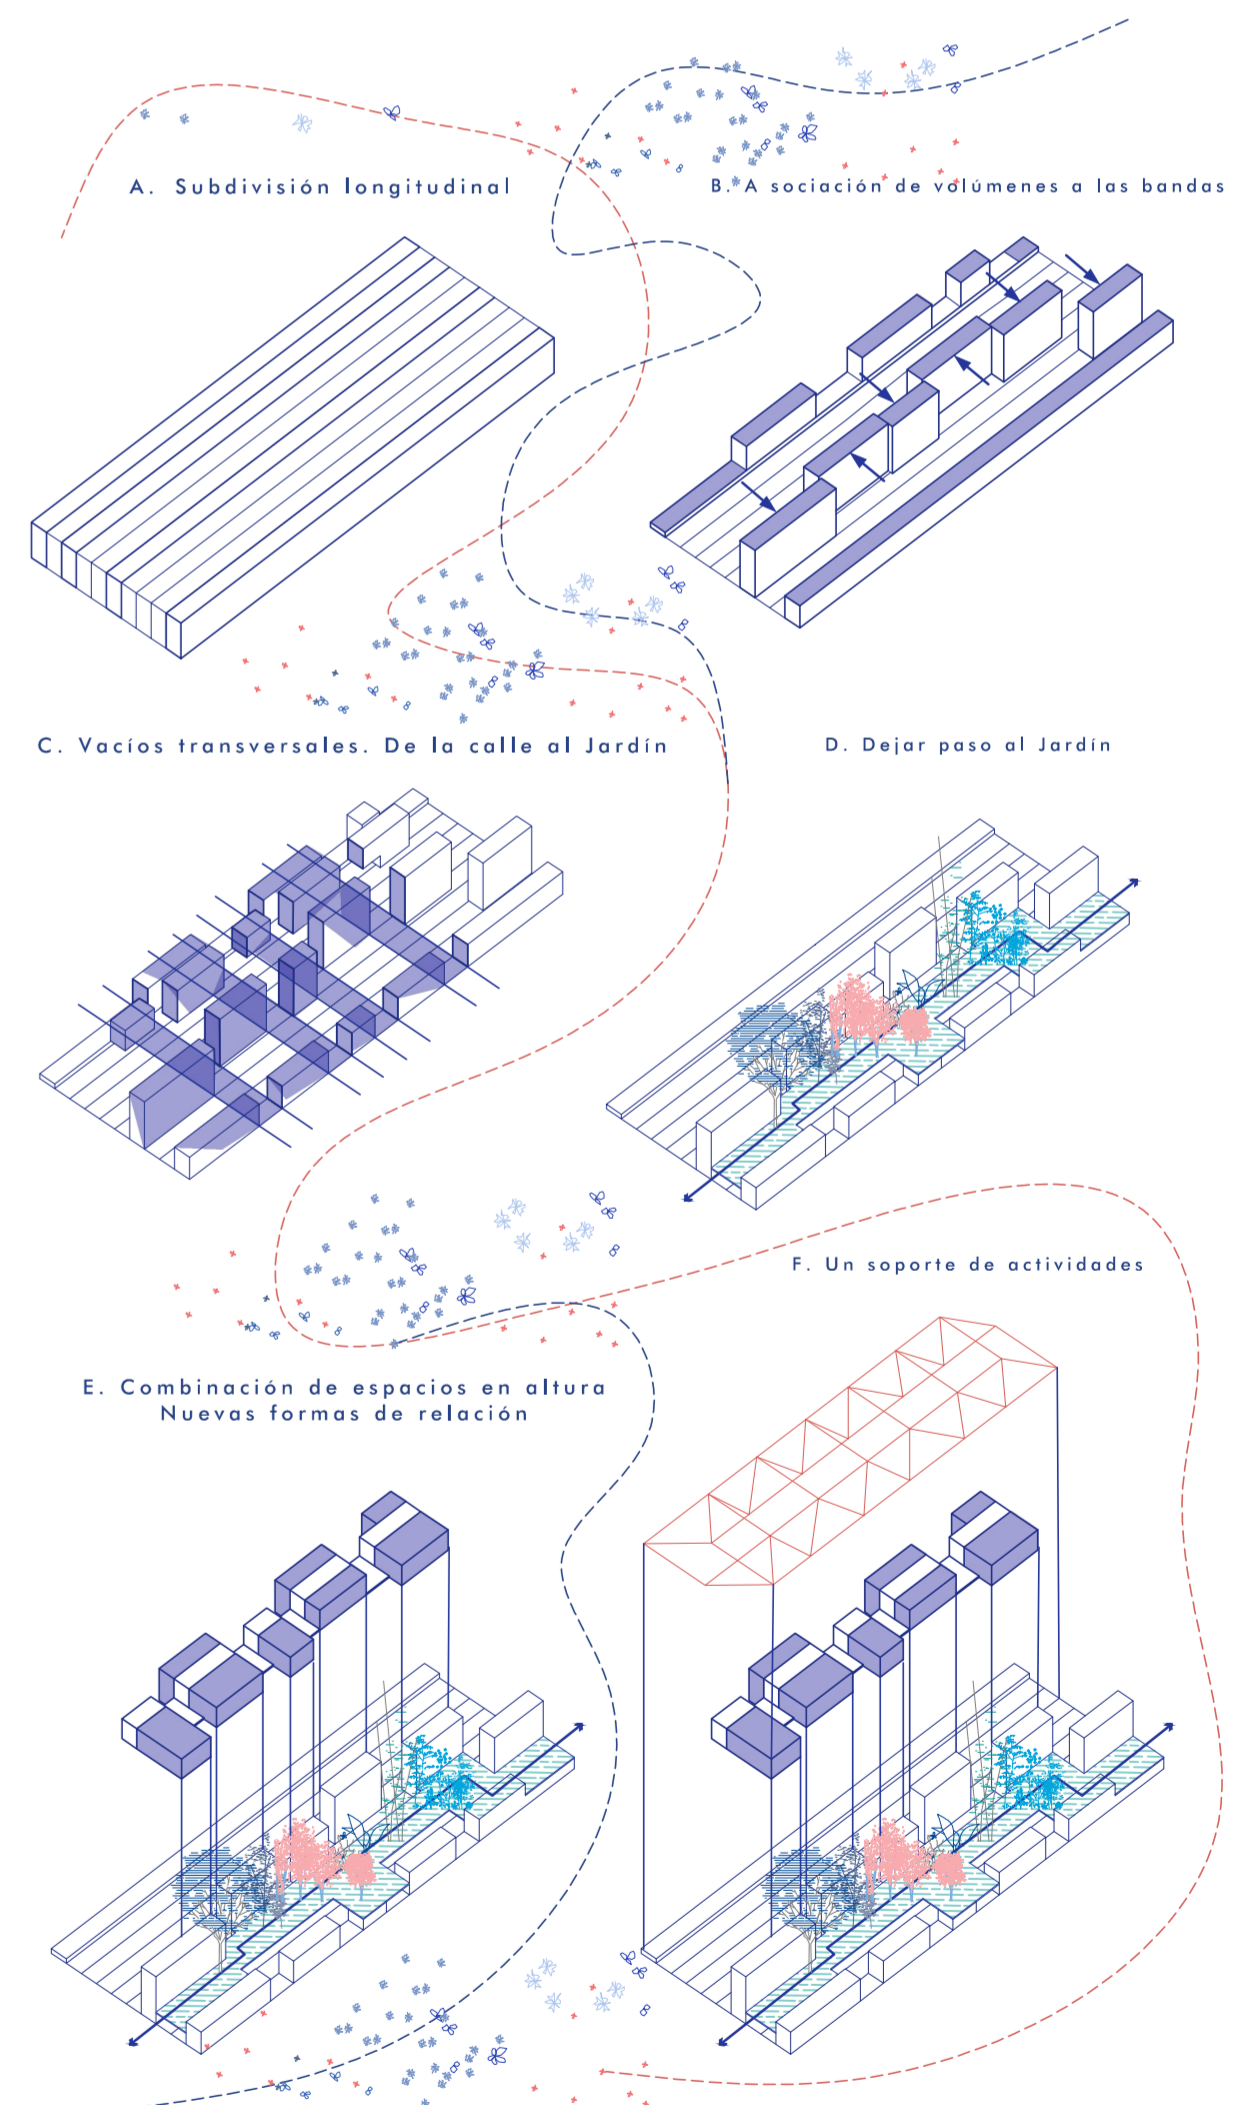 A. Subdivisión longitudinal
B. A sociación de volúmenes a las bandas
C. Vacíos transversales. De la calle al Jardín
D. Dejar paso al Jardín
F. Un soporte de actividades
E. Combinación de espacios en altura
Nuevas formas de relación